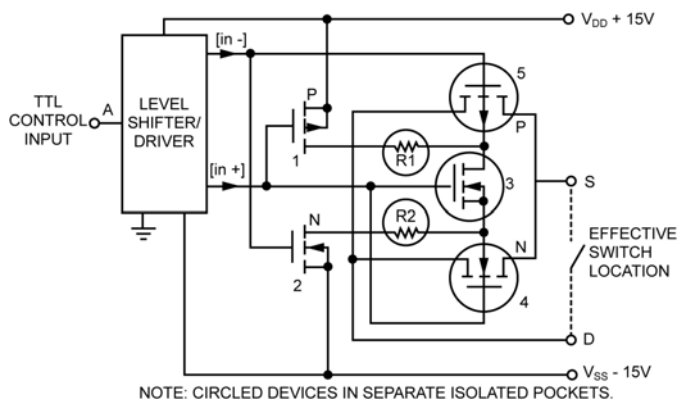 V_DD + 15V
[in -]
5
P
TTL
CONTROL
INPUT
A
LEVEL
SHIFTER/
DRIVER
P
1
R1
[in +]
3
S
N
R2
N
2
4
EFFECTIVE
SWITCH
LOCATION
D
V_SS - 15V
NOTE: CIRCLED DEVICES IN SEPARATE ISOLATED POCKETS.